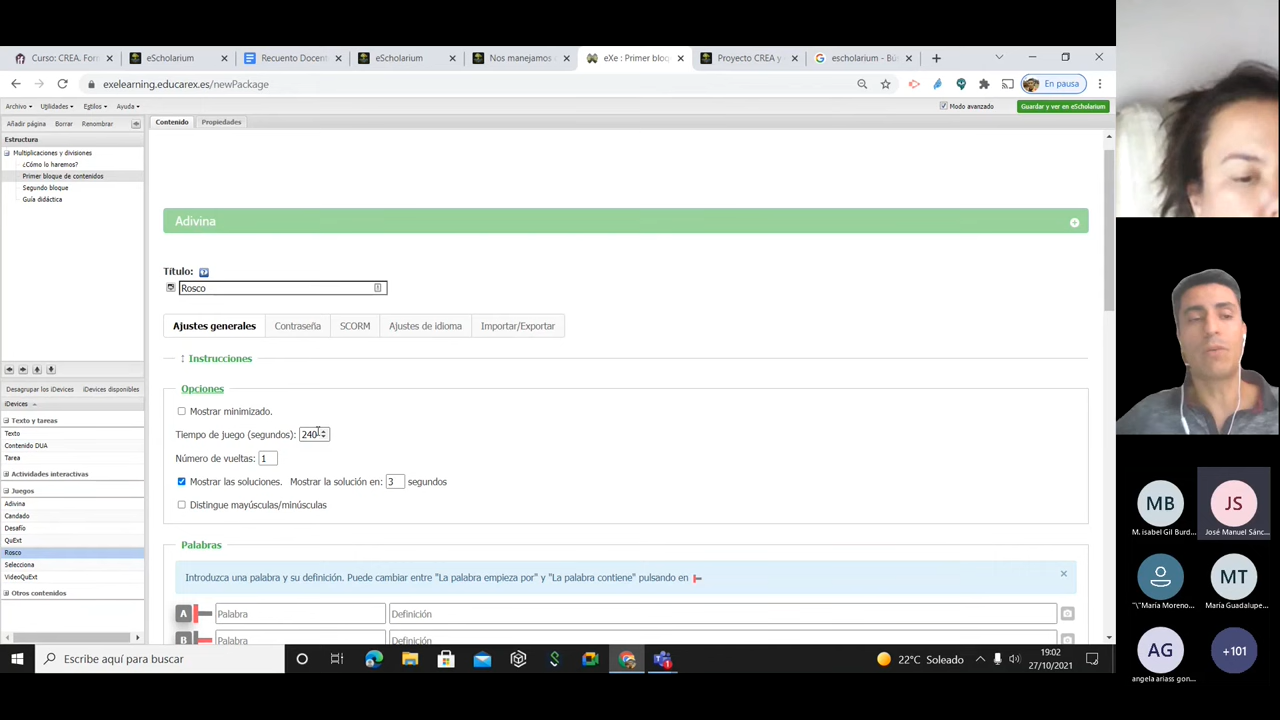 Curso: CREA. For
eScholarium
Recuento Docen
eScholarium
Nos manejamos
eXe : Primer bloq
Proyecto CREA y
escholarium - Bú
exelearning.educarex.es/newPackage
En pausa
Archivo
Utilidades
Estilos
Ayuda
Modo avanzado
Guardar y ver en eScholarium
Añadir página
Borrar
Renombrar
Contenido
Propiedades
Estructura
Multiplicaciones y divisiones
¿Cómo lo haremos?
Primer bloque de contenidos
Segundo bloque
Guía didáctica
Adivina
Título:
Rosco
Ajustes generales
Contraseña
SCORM
Ajustes de idioma
Importar/Exportar
Instrucciones
Opciones
Mostrar minimizado.
Tiempo de juego (segundos): 240
Número de vueltas: 1
Mostrar las soluciones. Mostrar la solución en: 3 segundos
Distingue mayúsculas/minúsculas
Palabras
Introduzca una palabra y su definición. Puede cambiar entre "La palabra empieza por" y "La palabra contiene" pulsando en
A Palabra Definición
B Palabra Definición
Desagrupar los iDevices
iDevices disponibles
iDevices
Texto y tareas
Texto
Contenido DUA
Tarea
Actividades interactivas
Juegos
Adivina
Candado
Desafío
QuExt
Rosco
Selecciona
VideoQuExt
Otros contenidos
Escribe aquí para buscar
22°C Soleado
19:02
27/10/2021
MB
M. isabel Gil Burd...
JS
José Manuel Sánc...
~\~María Moreno...
MT
María Guadalupe...
AG
angela ariass gon...
+101